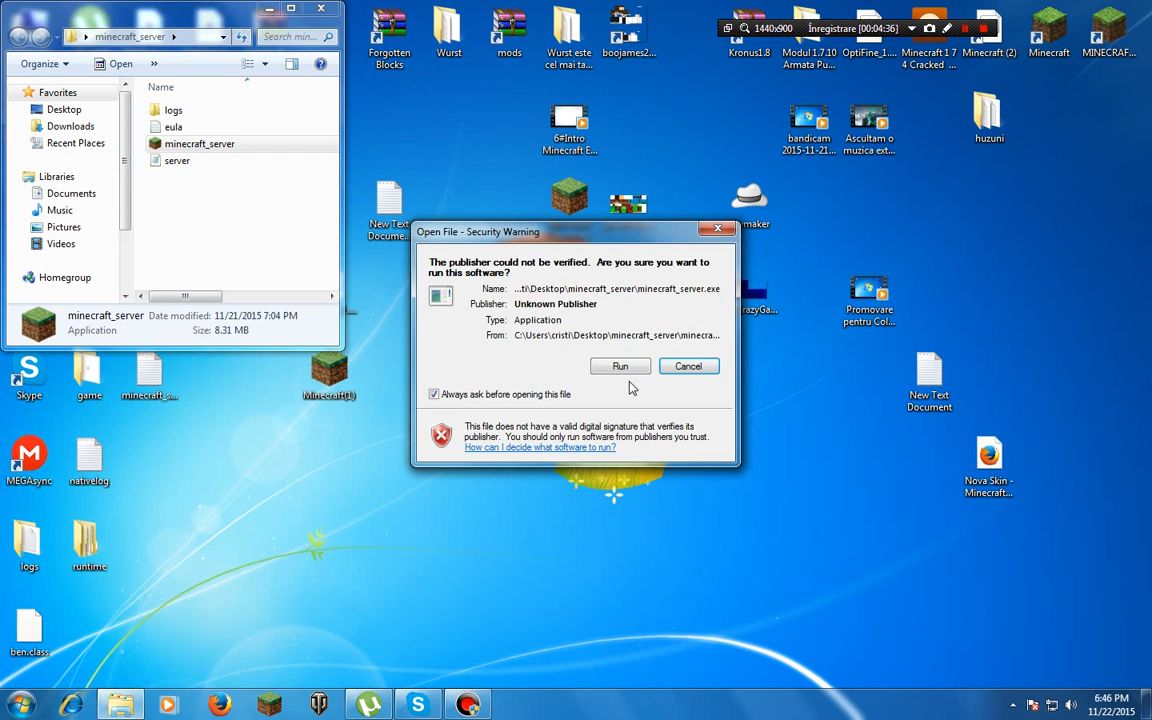 minecraft_server
Search min...
Organize
Open
»
Name
Favorites
Desktop
Downloads
Recent Places
Libraries
Documents
Music
Pictures
Videos
Homegroup
logs
eula
minecraft_server
server
minecraft_server Date modified: 11/21/2015 7:04 PM
Application Size: 8.31 MB
1440x900 Înregistrare [00:04:36]
Forgotten
Blocks
Wurst
mods
Wurst este
cel mai ta...
boojames2...
Kronus1.8
Modul 1.7.10
Armata Pu...
OptiFine_1....
Minecraft 1 7
4 Cracked
Minecraft (2)
Minecraft
MINECRAF...
6#Intro
Minecraft E...
bandicam
2015-11-21...
Ascultam o
muzica ext...
huzuni
New Text
Docume...
Open File - Security Warning
The publisher could not be verified. Are you sure you want to
run this software?
Name: ...ti\Desktop\minecraft_server\minecraft_server.exe
Publisher: Unknown Publisher
Type: Application
From: C:\Users\cristi\Desktop\minecraft_server\minecra...
Run
Cancel
Always ask before opening this file
This file does not have a valid digital signature that verifies its
publisher. You should only run software from publishers you trust.
How can I decide what software to run?
Promovare
pentru Col...
Skype
game
minecraft_s...
Minecraft(1)
New Text
Document
MEGAsync
nativelog
Nova Skin -
Minecraft...
logs
runtime
ben.class
6:46 PM
11/22/2015